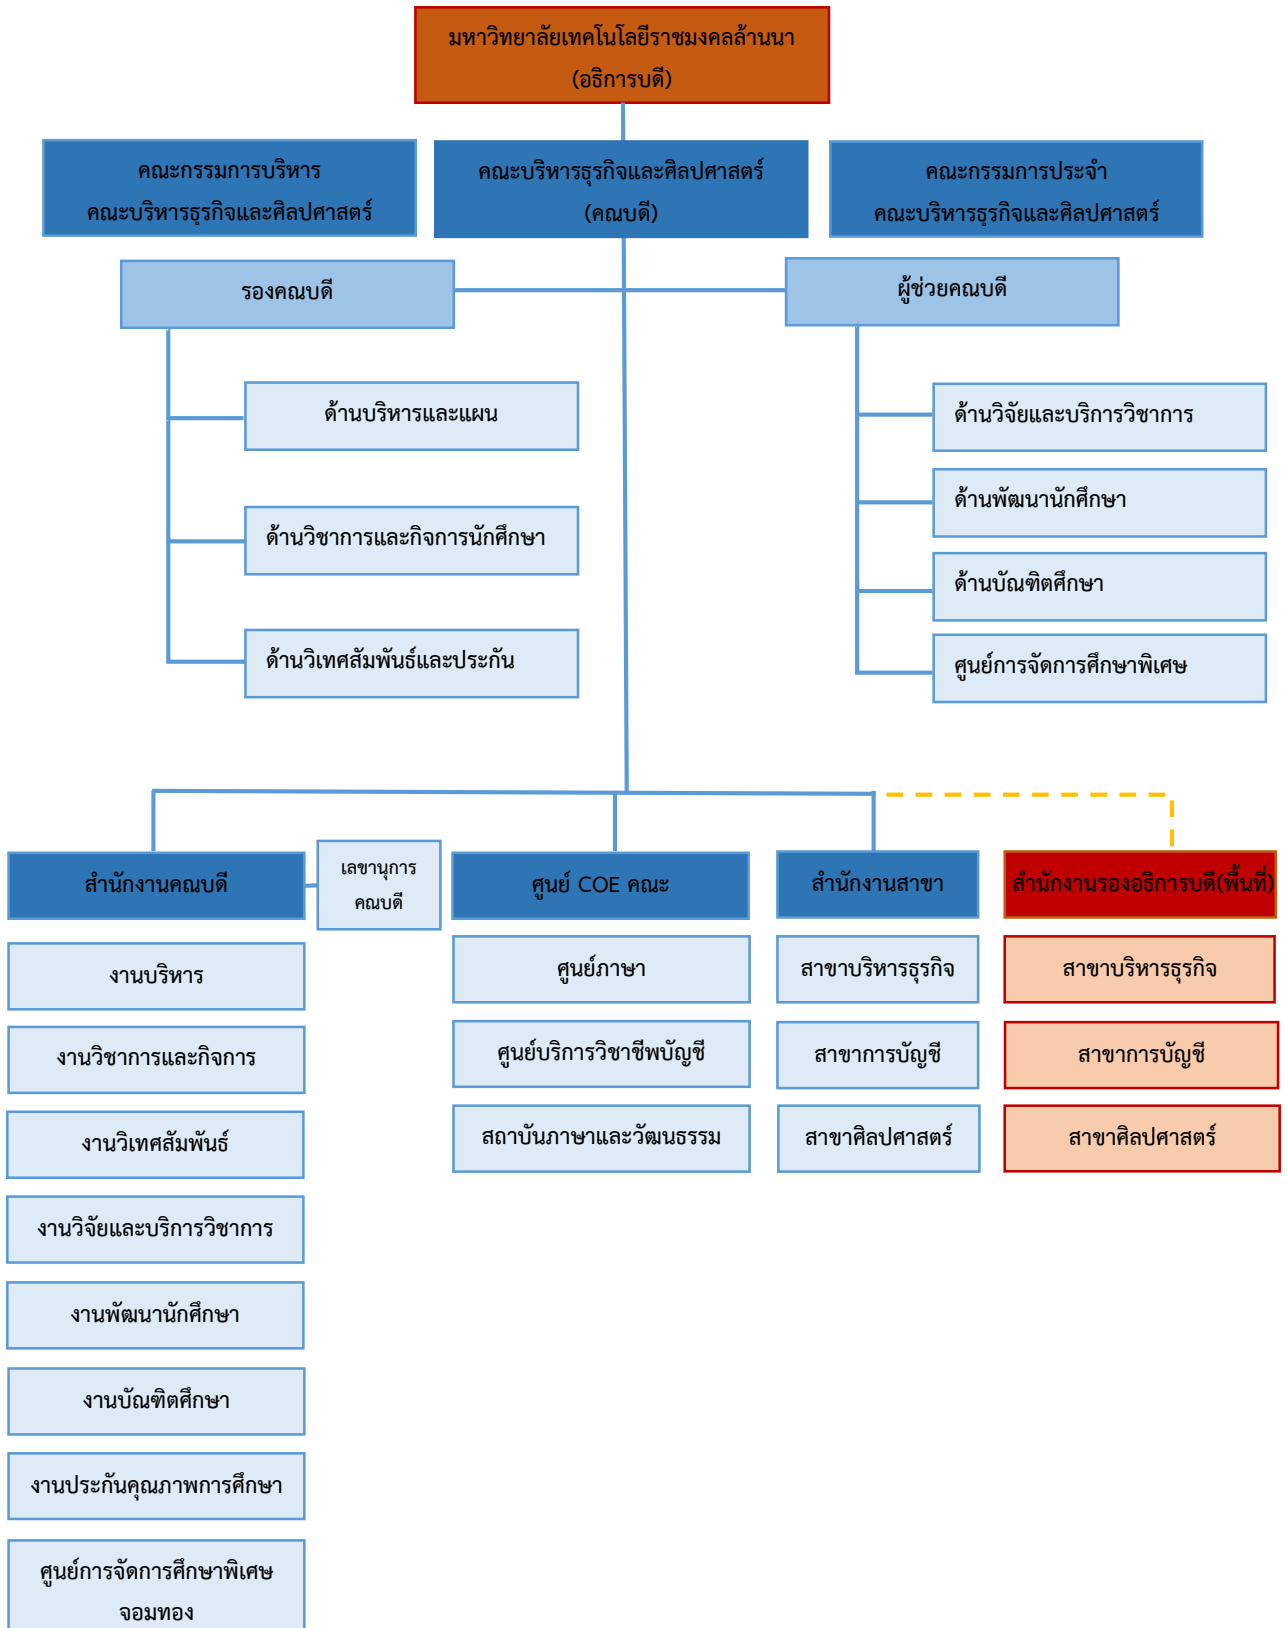 มหาวิทยาลัยเทคโนโลยีราชมงคลล้านนา
(อธิการบดี)
คณะกรรมการบริหาร
คณะบริหารธุรกิจและศิลปศาสตร์
คณะบริหารธุรกิจและศิลปศาสตร์
(คณบดี)
คณะกรรมการประจำ
คณะบริหารธุรกิจและศิลปศาสตร์
รองคณบดี
ผู้ช่วยคณบดี
ด้านบริหารและแผน
ด้านวิชาการและกิจการนักศึกษา
ด้านวิเทศสัมพันธ์และประกัน
ด้านวิจัยและบริการวิชาการ
ด้านพัฒนานักศึกษา
ด้านบัณฑิตศึกษา
ศูนย์การจัดการศึกษาพิเศษ
สำนักงานคณบดี
เลขานุการ
คณบดี
ศูนย์ COE คณะ
สำนักงานสาขา
สำนักงานรองอธิการบดี(พื้นที่)
งานบริหาร
งานวิชาการและกิจการ
งานวิเทศสัมพันธ์
งานวิจัยและบริการวิชาการ
งานพัฒนานักศึกษา
งานบัณฑิตศึกษา
งานประกันคุณภาพการศึกษา
ศูนย์การจัดการศึกษาพิเศษ
จอมทอง
ศูนย์ภาษา
ศูนย์บริการวิชาชีพบัญชี
สถาบันภาษาและวัฒนธรรม
สาขาบริหารธุรกิจ
สาขาการบัญชี
สาขาศิลปศาสตร์
สาขาบริหารธุรกิจ
สาขาการบัญชี
สาขาศิลปศาสตร์